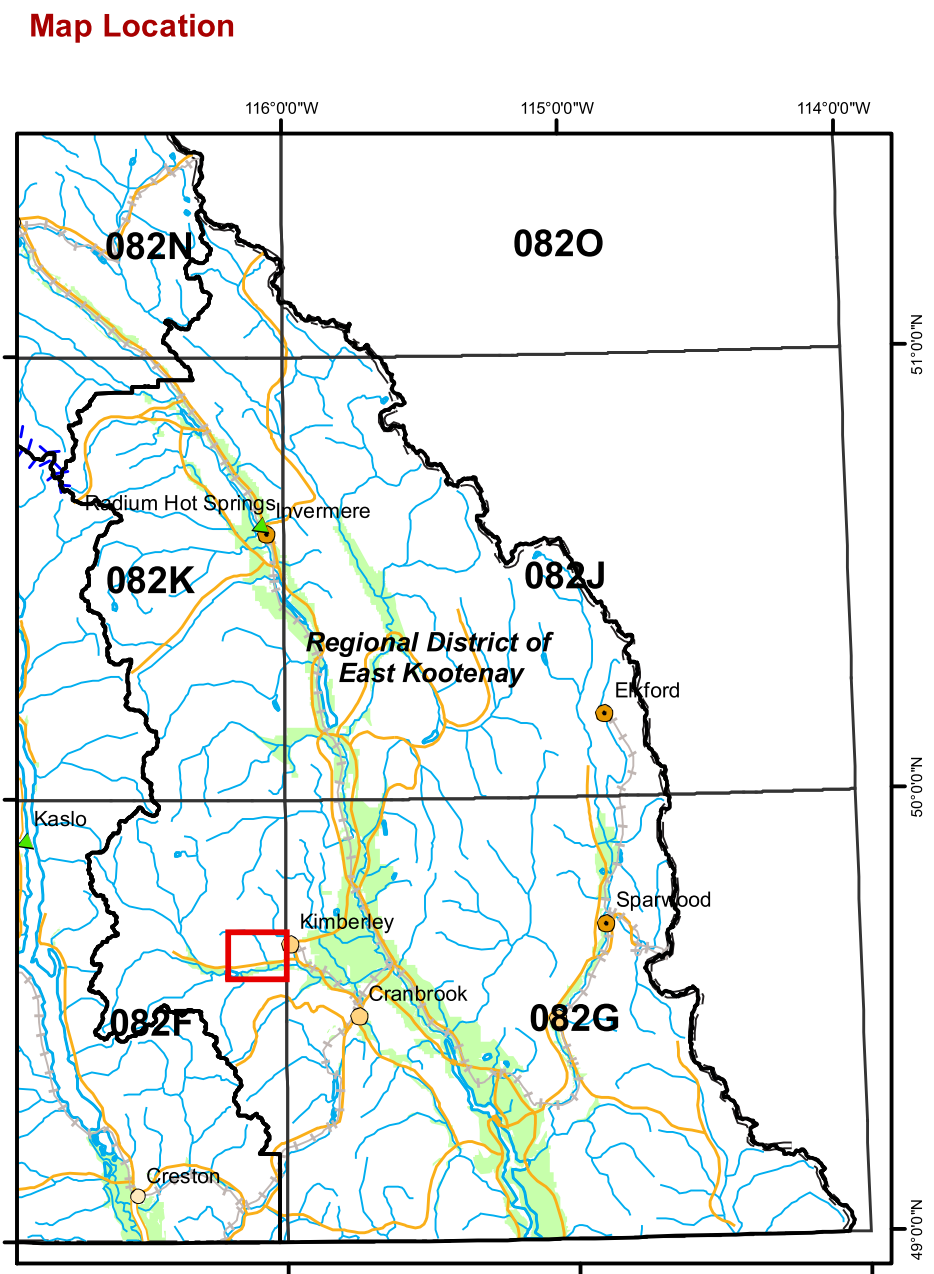 Map Location
116°0'0"W
115°0'0"W
114°0'0"W
082N
082O
51°0'0"N
Radium Hot Springs
Invermere
082K
082J
Regional District of
East Kootenay
Elkford
50°0'0"N
Kaslo
Sparwood
Kimberley
Cranbrook
082F
082G
Creston
49°0'0"N